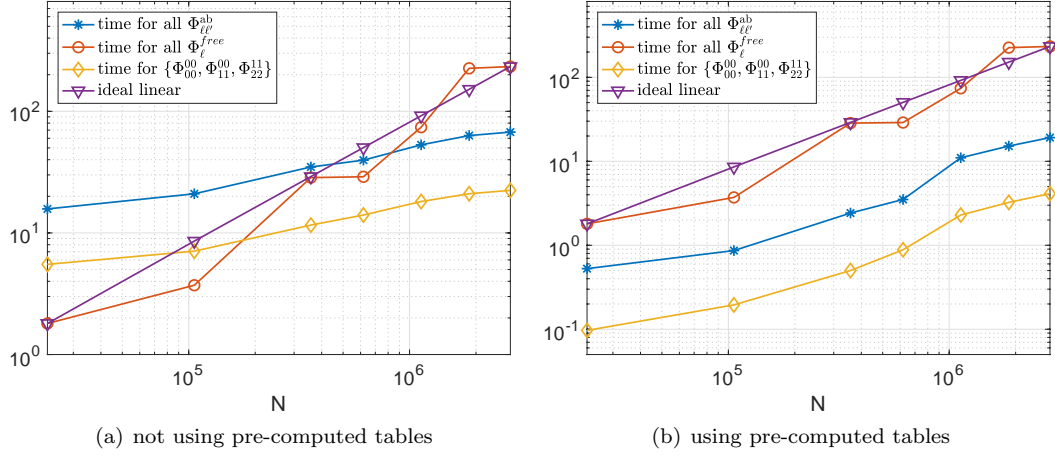 time for all Φ^{ab}_{ℓℓ'}
time for all Φ^{free}_ℓ
time for {Φ^{00}_{00}, Φ^{00}_{11}, Φ^{11}_{22}}
ideal linear
10^2
10^1
10^0
10^5
10^6
N
(a) not using pre-computed tables
time for all Φ^{ab}_{ℓℓ'}
time for all Φ^{free}_ℓ
time for {Φ^{00}_{00}, Φ^{00}_{11}, Φ^{11}_{22}}
ideal linear
10^2
10^1
10^0
10^{-1}
10^5
10^6
N
(b) using pre-computed tables